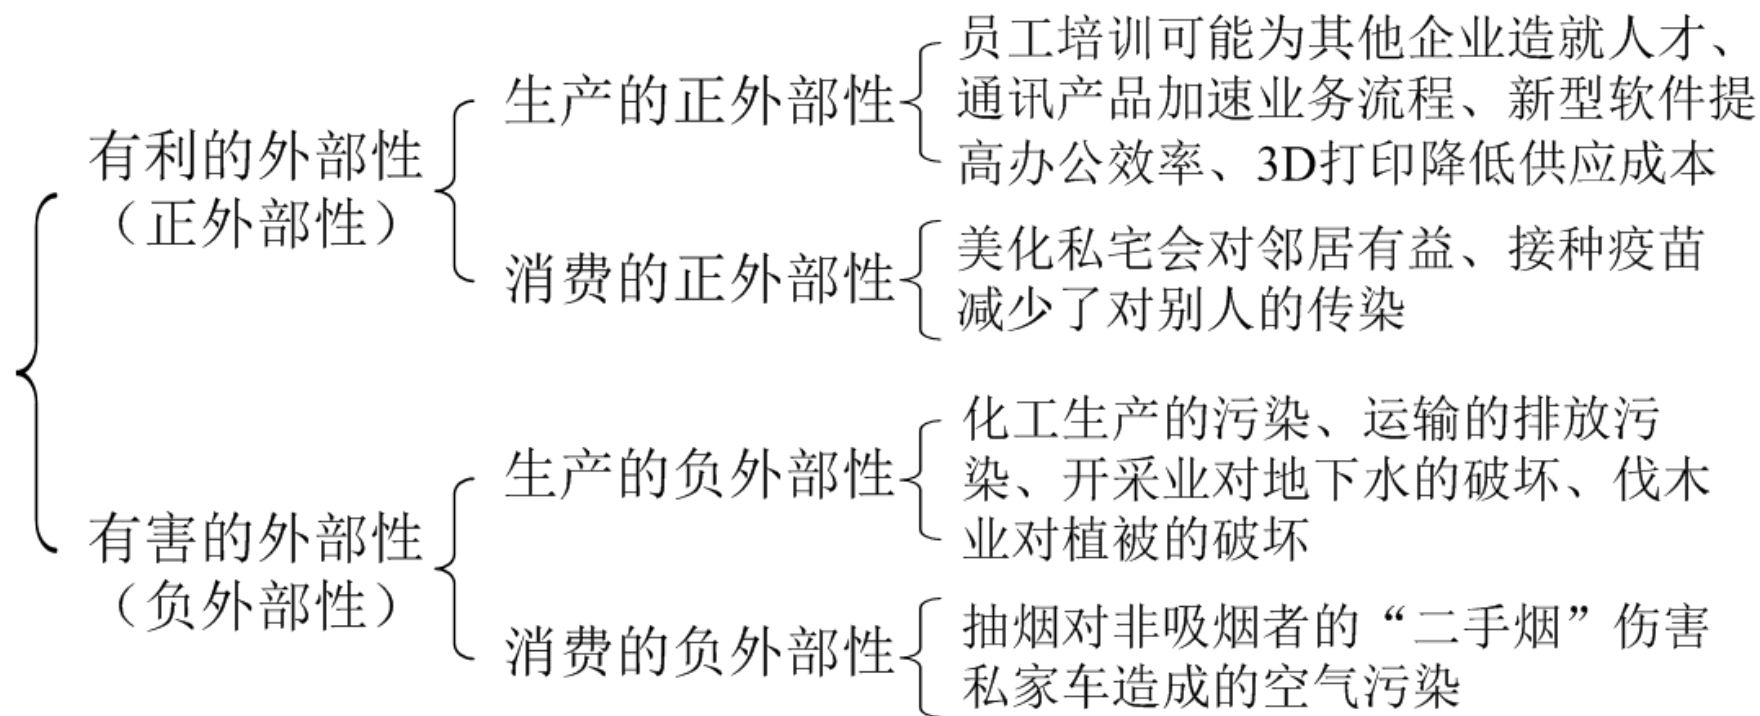 有利的外部性
（正外部性）
生产的正外部性
员工培训可能为其他企业造就人才、
通讯产品加速业务流程、新型软件提
高办公效率、3D打印降低供应成本
消费的正外部性
美化私宅会对邻居有益、接种疫苗
减少了对别人的传染
有害的外部性
（负外部性）
生产的负外部性
化工生产的污染、运输的排放污
染、开采业对地下水的破坏、伐木
业对植被的破坏
消费的负外部性
抽烟对非吸烟者的“二手烟”伤害
私家车造成的空气污染